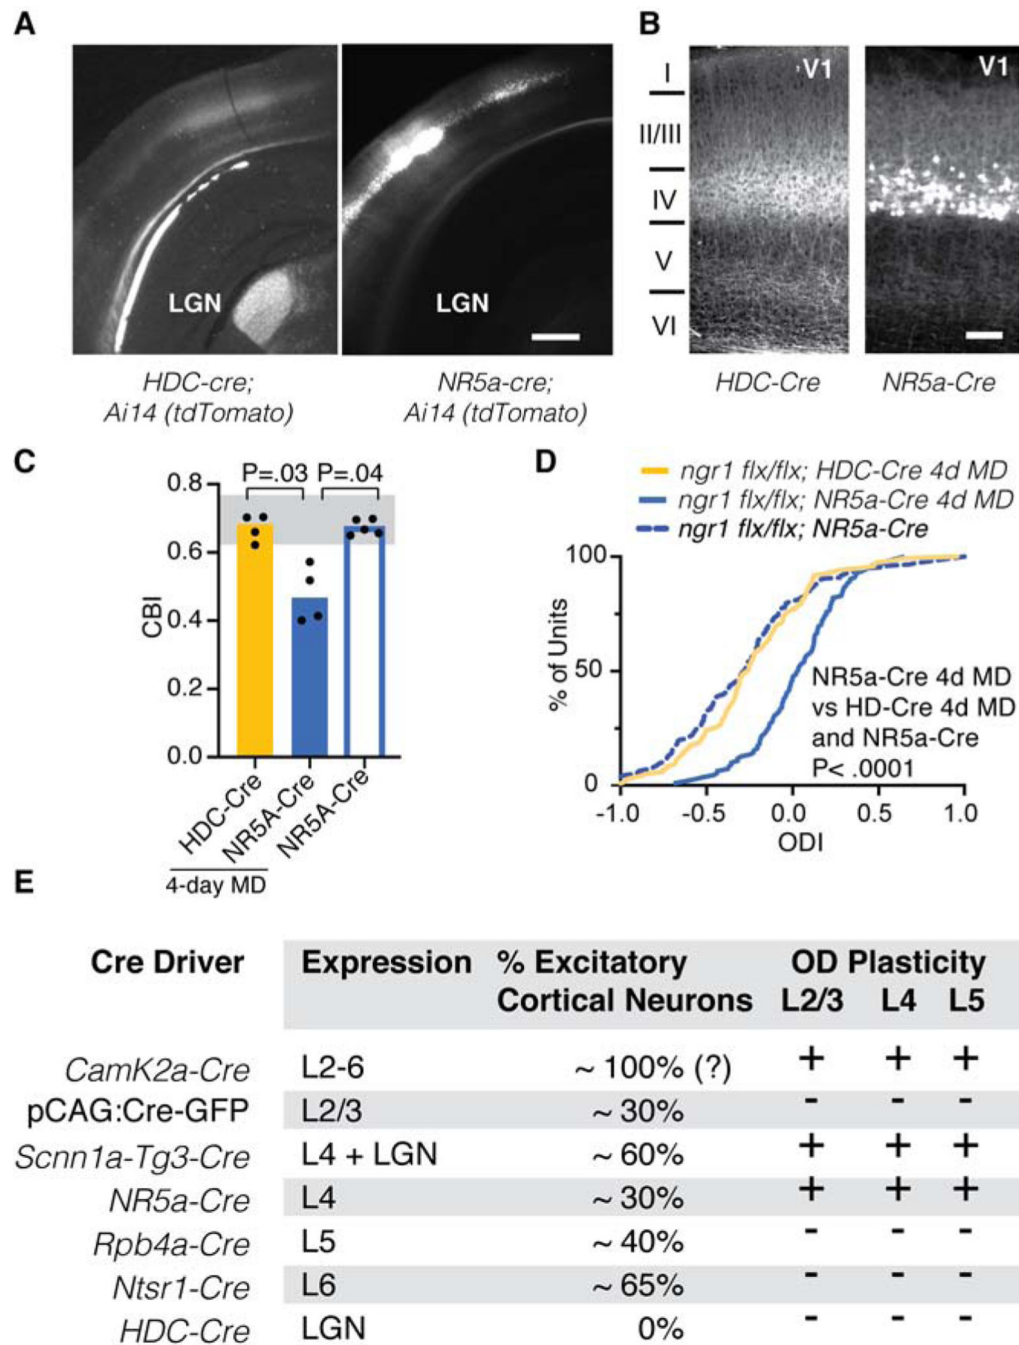 A
B
LGN
LGN
HDC-cre;
Ai14 (tdTomato)
NR5a-cre;
Ai14 (tdTomato)
V1
V1
I
II/III
IV
V
VI
HDC-Cre
NR5a-Cre
C
P=.03
P=.04
0.8
0.6
0.4
0.2
0.0
CBI
HDC-Cre
NR5A-Cre
NR5A-Cre
4-day MD
D
ngr1 flx/flx; HDC-Cre 4d MD
ngr1 flx/flx; NR5a-Cre 4d MD
ngr1 flx/flx; NR5a-Cre
100
50
0
% of Units
NR5a-Cre 4d MD
vs HD-Cre 4d MD
and NR5a-Cre
P< .0001
-1.0 -0.5 0.0 0.5 1.0
ODI
E
Cre Driver Expression % Excitatory OD Plasticity
Cortical Neurons L2/3 L4 L5
CamK2a-Cre L2-6 ~ 100% (?) + + +
pCAG:Cre-GFP L2/3 ~ 30% - - -
Scnn1a-Tg3-Cre L4 + LGN ~ 60% + + +
NR5a-Cre L4 ~ 30% + + +
Rpb4a-Cre L5 ~ 40% - - -
Ntsr1-Cre L6 ~ 65% - - -
HDC-Cre LGN 0% - - -